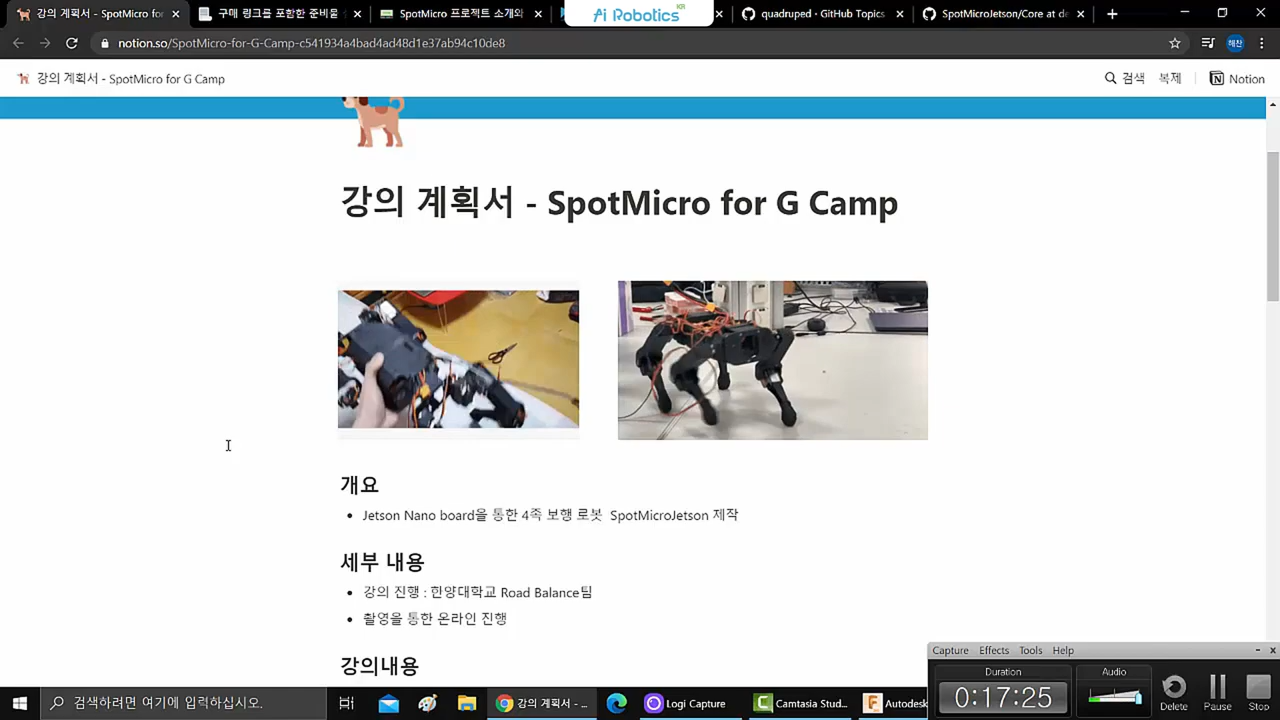 강의 계획서 - SpotMicro for
구매 링크를 포함한 준비물
SpotMicro 프로젝트 소개와
Ai Robotics KR
quadruped · GitHub Topics
SpotMicroJetson/Core at de
notion.so/SpotMicro-for-G-Camp-c541934a4bad4ad48d1e37ab94c10de8
해찬
강의 계획서 - SpotMicro for G Camp
검색
복제
Notion
강의 계획서 - SpotMicro for G Camp
개요
Jetson Nano board을 통한 4족 보행 로봇 SpotMicroJetson 제작
세부 내용
강의 진행 : 한양대학교 Road Balance팀
촬영을 통한 온라인 진행
강의내용
Capture Effects Tools Help
Duration
Audio
0:17:25
Delete
Pause
Stop
검색하려면 여기에 입력하십시오.
강의 계획서 - ...
Logi Capture
Camtasia Stud...
Autodesk